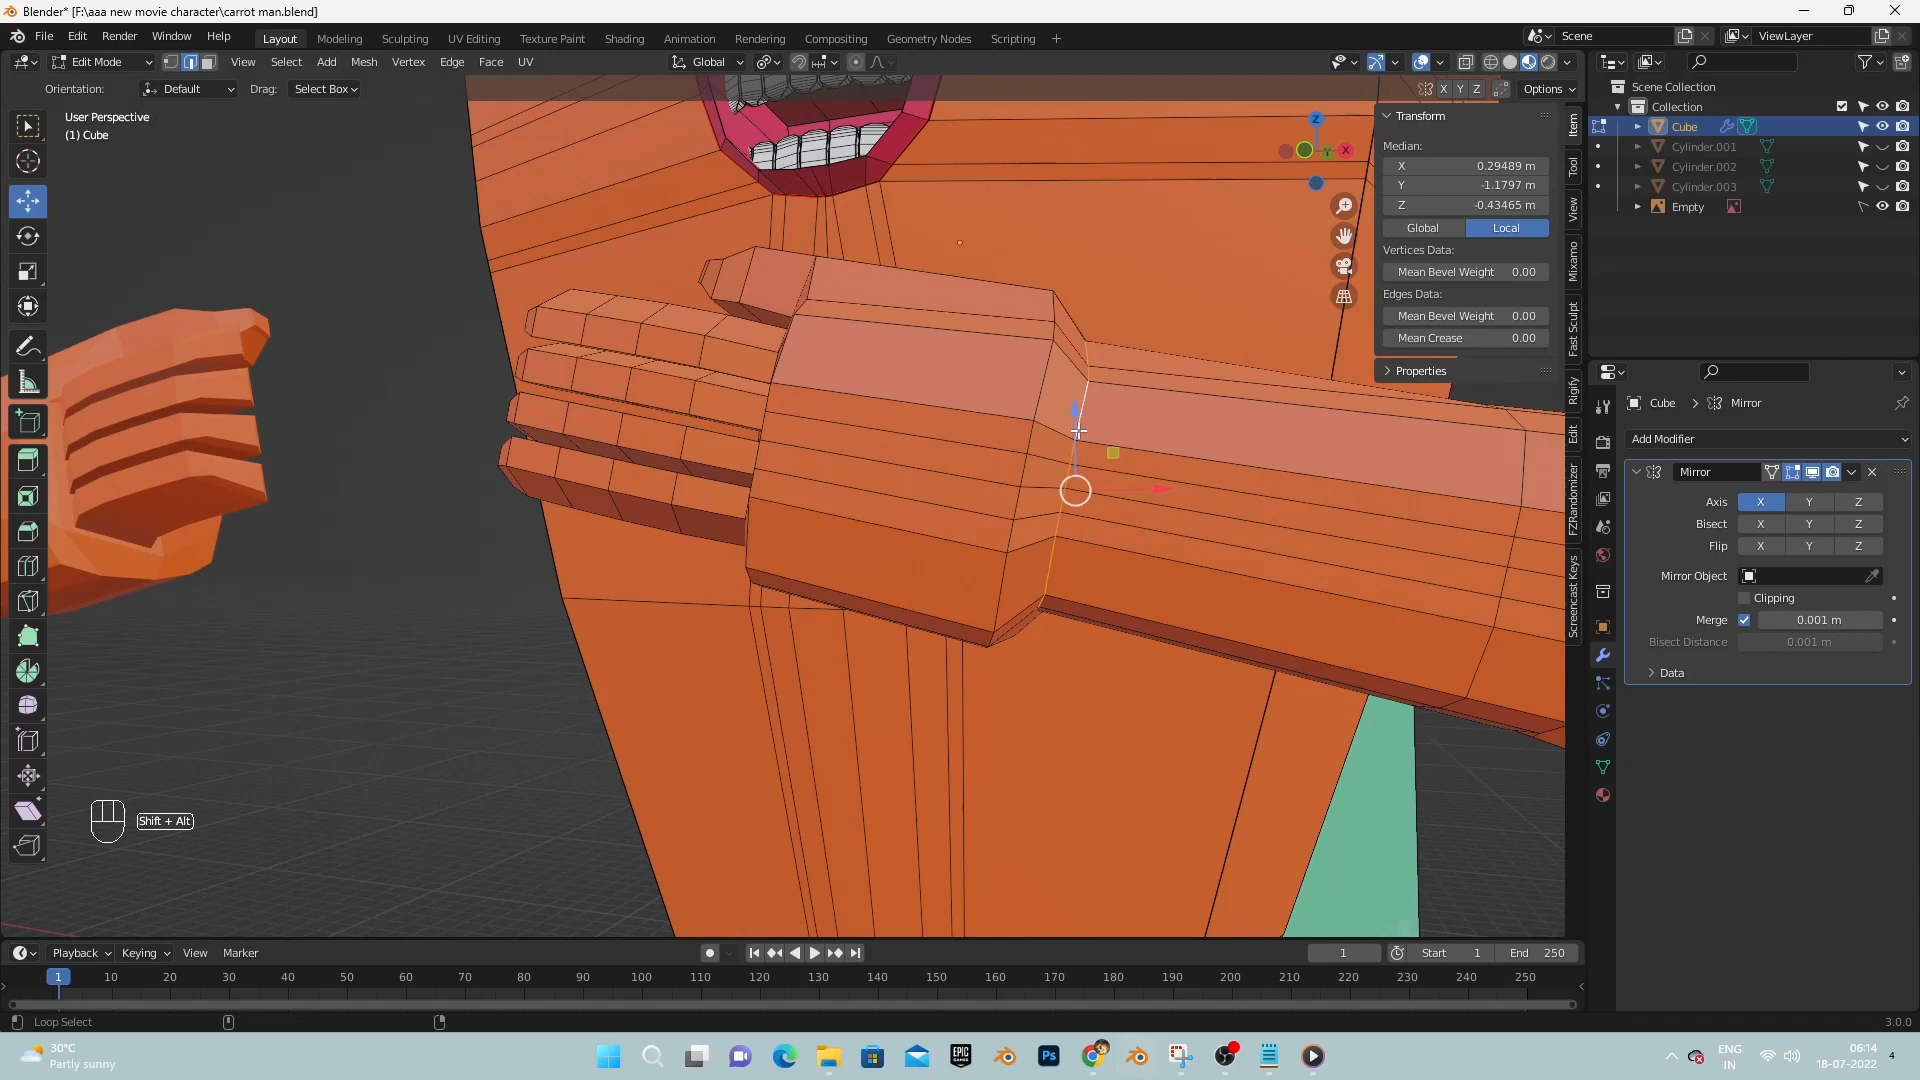 Blender* [F:\aaa new movie character\carrot man.blend]
File Edit Render Window Help
Layout Modeling Sculpting UV Editing Texture Paint Shading Animation Rendering Compositing Geometry Nodes Scripting +
Scene
ViewLayer
Edit Mode View Select Add Mesh Vertex Edge Face UV
Global
Orientation: Default Drag: Select Box
X Y Z Options
User Perspective
(1) Cube
Z
X
Y
Transform
Median:
X 0.29489 m
Y -1.1797 m
Z -0.43465 m
Global Local
Vertices Data:
Mean Bevel Weight 0.00
Edges Data:
Mean Bevel Weight 0.00
Mean Crease 0.00
Properties
Item
Tool
View
Mixamo
Fast Sculpt
Rigify
Edit
FZRandomizer
Screencast Keys
Scene Collection
Collection
Cube
Cylinder.001
Cylinder.002
Cylinder.003
Empty
Cube > Mirror
Add Modifier
Mirror
Axis X Y Z
Bisect X Y Z
Flip X Y Z
Mirror Object
Clipping
Merge 0.001 m
Bisect Distance 0.001 m
Data
Shift + Alt
Playback Keying View Marker
1
Start 1
End 250
1 10 20 30 40 50 60 70 80 90 100 110 120 130 140 150 160 170 180 190 200 210 220 230 240 250
Loop Select
3.0.0
30°C
Partly sunny
EPIC GAMES
Ps
ENG
IN
06:14
18-07-2022
4